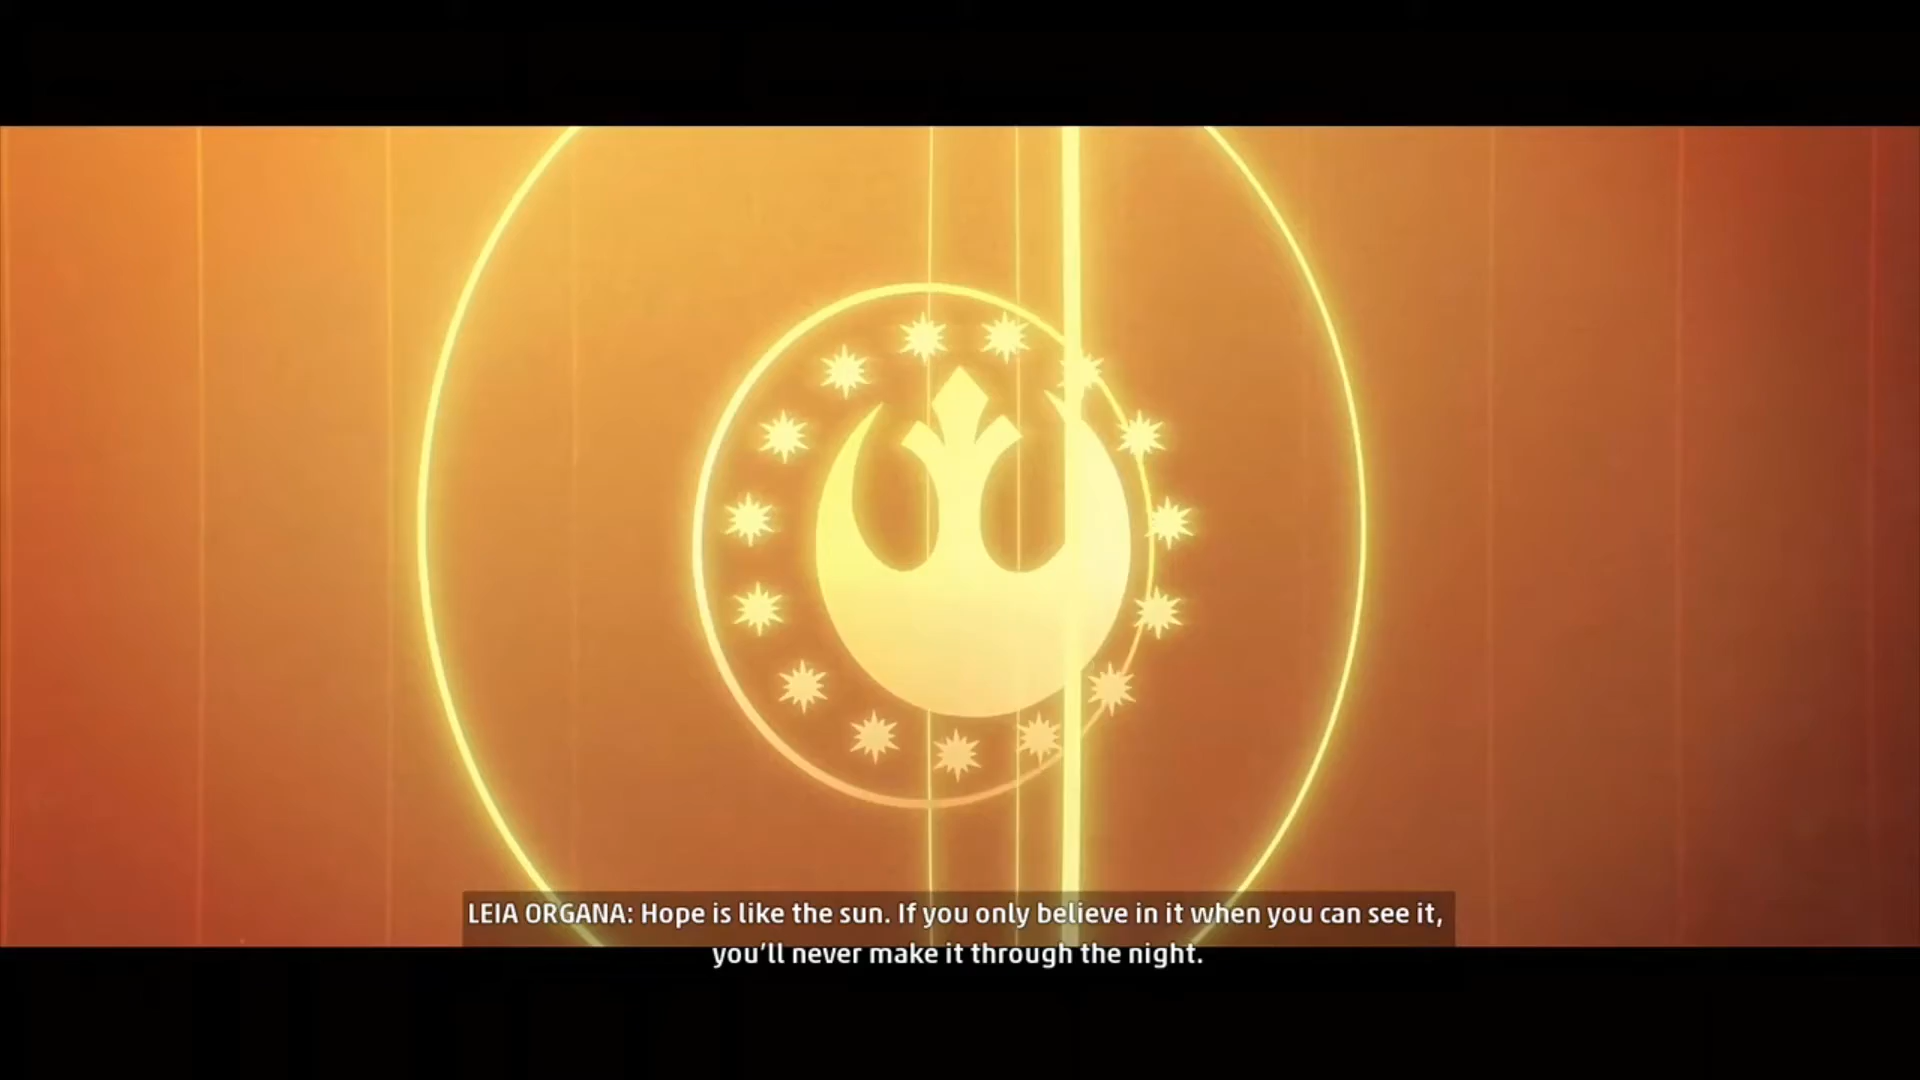 LEIA ORGANA: Hope is like the sun. If you only believe in it when you can see it,
you'll never make it through the night.